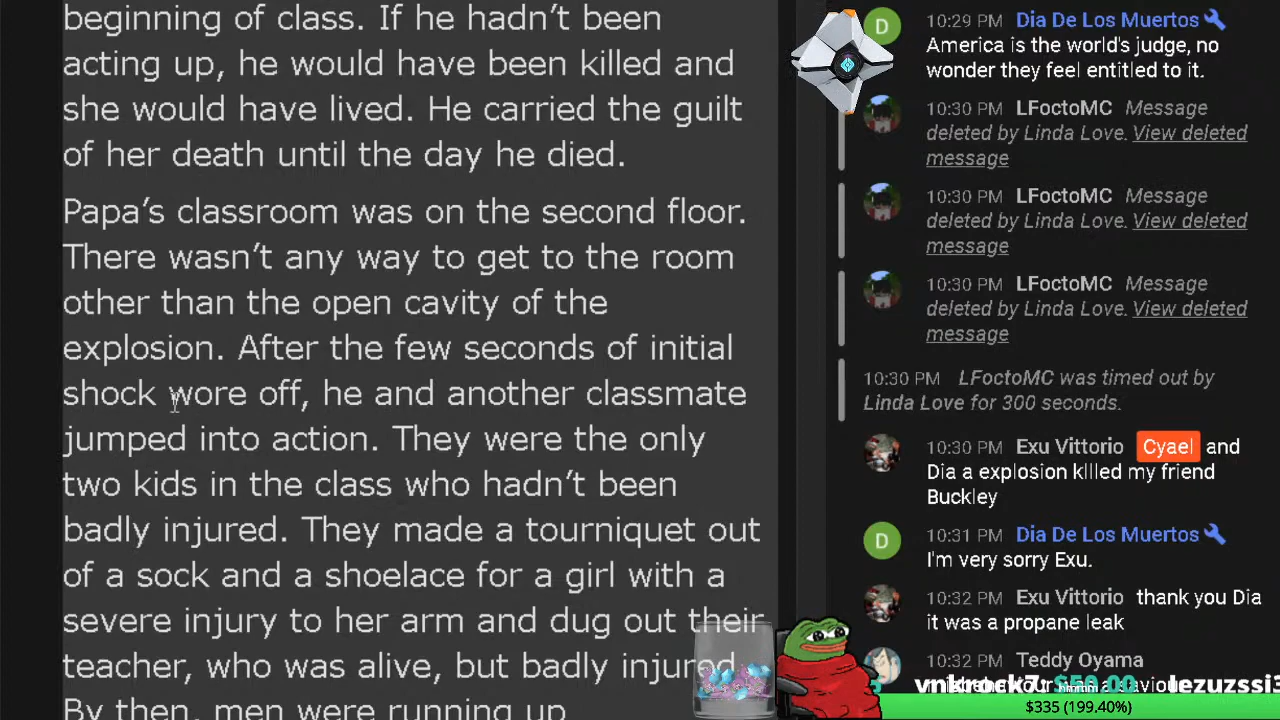 beginning of class. If he hadn’t been
acting up, he would have been killed and
she would have lived. He carried the guilt
of her death until the day he died.
Papa’s classroom was on the second floor.
There wasn’t any way to get to the room
other than the open cavity of the
explosion. After the few seconds of initial
shock wore off, he and another classmate
jumped into action. They were the only
two kids in the class who hadn’t been
badly injured. They made a tourniquet out
of a sock and a shoelace for a girl with a
severe injury to her arm and dug out their
teacher, who was alive, but badly injured.
By then, men were running up
D
10:29 PM Dia De Los Muertos
America is the world's judge, no
wonder they feel entitled to it.
10:30 PM LFoctoMC Message
deleted by Linda Love. View deleted
message
10:30 PM LFoctoMC Message
deleted by Linda Love. View deleted
message
10:30 PM LFoctoMC Message
deleted by Linda Love. View deleted
message
10:30 PM LFoctoMC was timed out by
Linda Love for 300 seconds.
10:30 PM Exu Vittorio Cyael and
Dia a explosion kIlled my friend
Buckley
D
10:31 PM Dia De Los Muertos
I'm very sorry Exu.
10:32 PM Exu Vittorio thank you Dia
it was a propane leak
10:32 PM Teddy Oyama
vnkrock7: $50.00 lezuzssi3
$335 (199.40%)